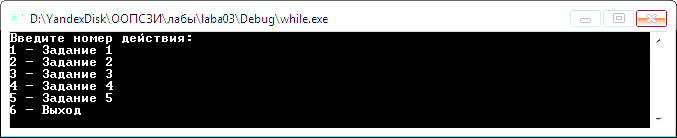 D:\YandexDisk\ООПСЗИ\лабы\laba03\Debug\while.exe
Введите номер действия:
1 - Задание 1
2 - Задание 2
3 - Задание 3
4 - Задание 4
5 - Задание 5
6 - Выход